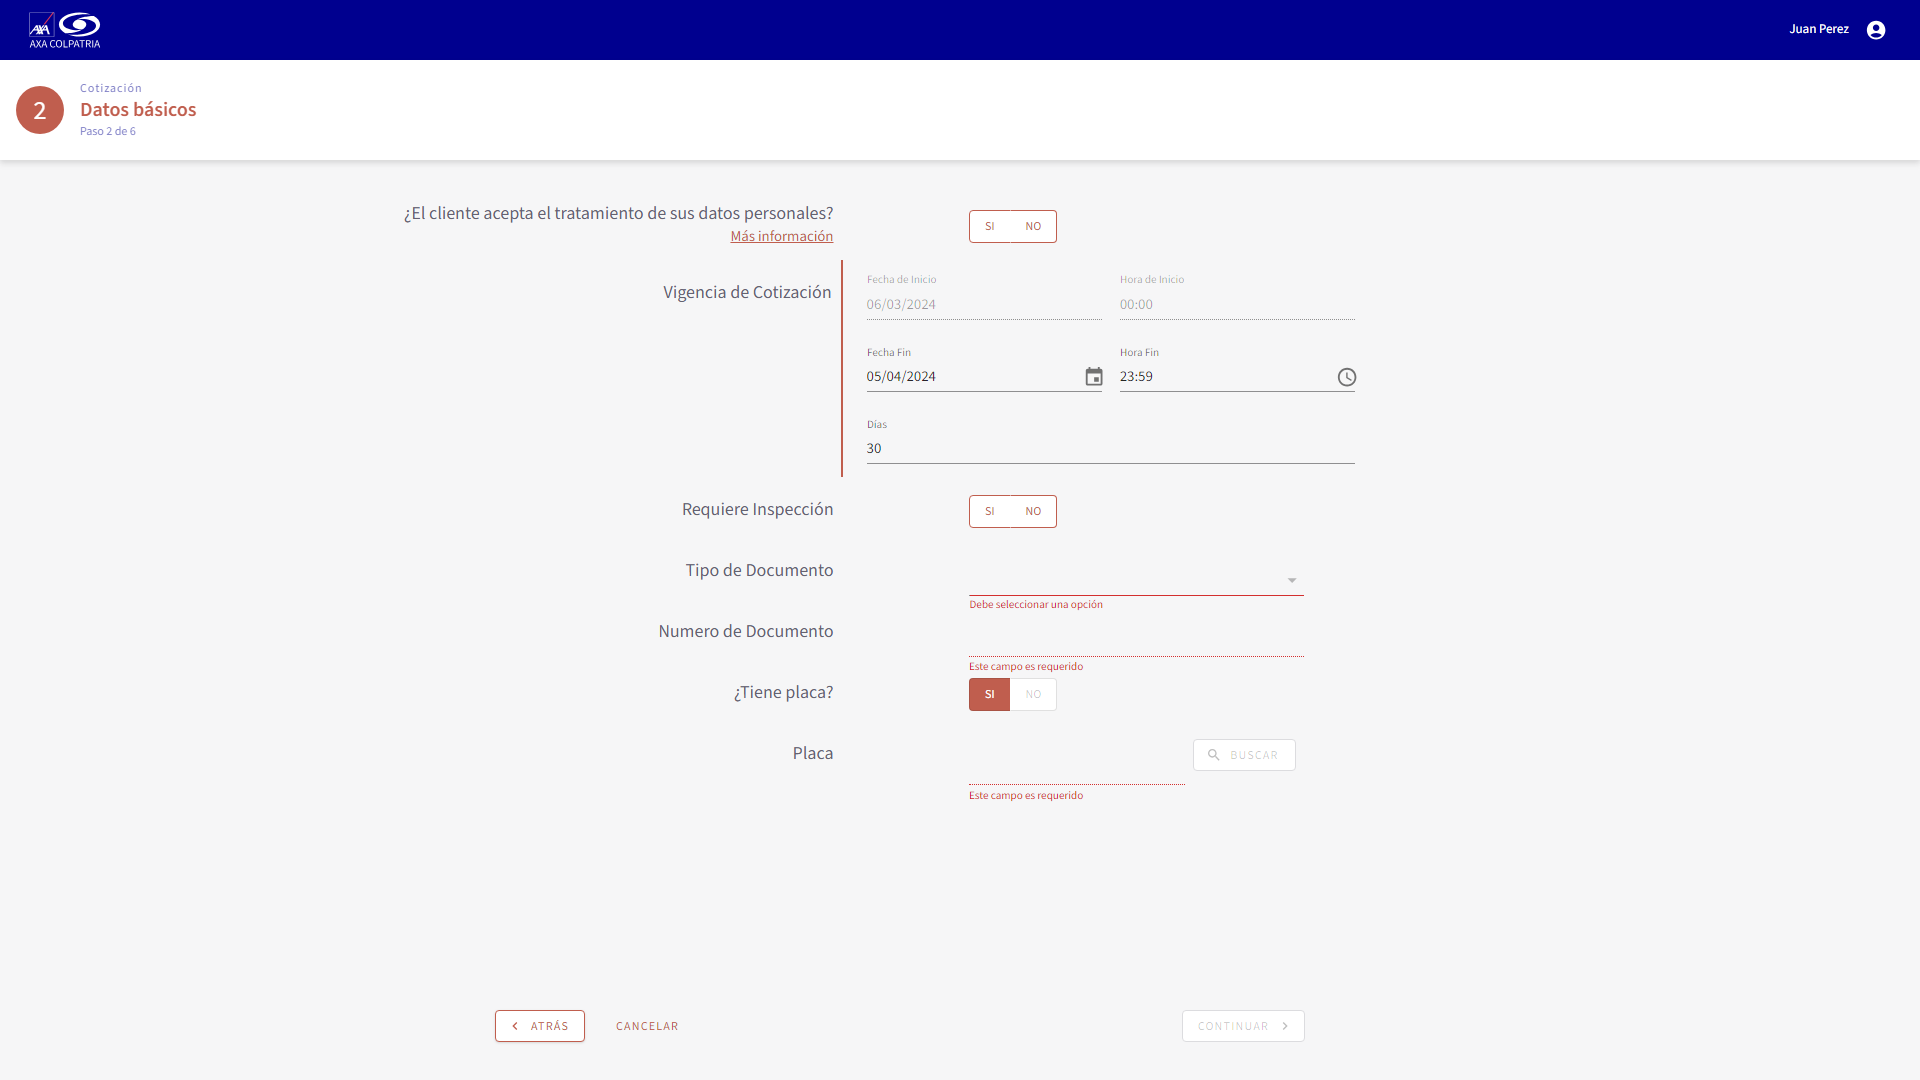 AXA
AXA COLPATRIA
Juan Perez
2
Cotización
Datos básicos
Paso 2 de 6
¿El cliente acepta el tratamiento de sus datos personales?
Más información
SI NO
Vigencia de Cotización
Fecha de Inicio
06/03/2024
Hora de Inicio
00:00
Fecha Fin
05/04/2024
Hora Fin
23:59
Días
30
Requiere Inspección
SI NO
Tipo de Documento
Debe seleccionar una opción
Numero de Documento
Este campo es requerido
¿Tiene placa?
SI NO
Placa
BUSCAR
Este campo es requerido
ATRÁS
CANCELAR
CONTINUAR